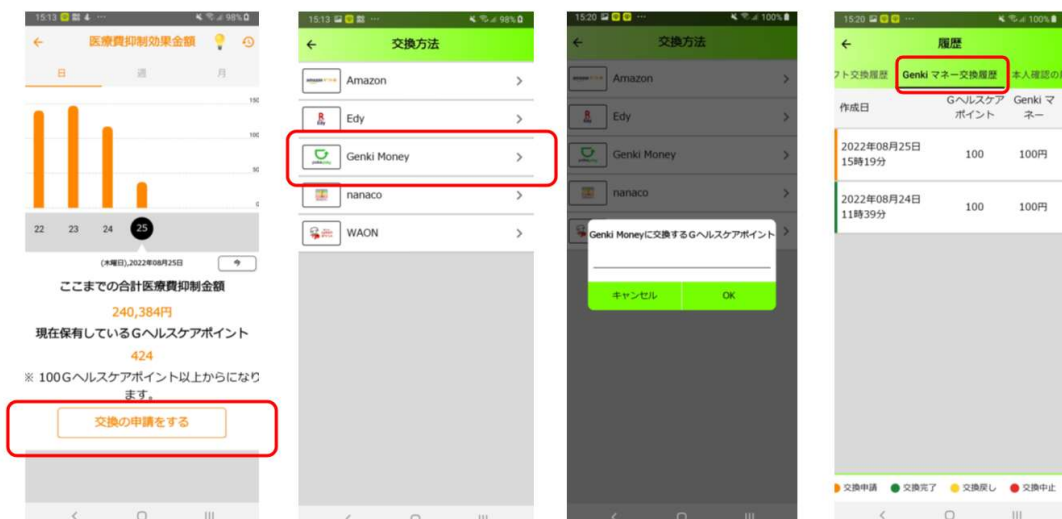 15:13
98%
医療費抑制効果金額
日 週 月
150
100
50
0
22 23 24 25
(木曜日),2022年08月25日
今
ここまでの合計医療費抑制金額
240,384円
現在保有しているGヘルスケアポイント
424
※ 100Gヘルスケアポイント以上からになり
ます。
交換の申請をする
15:13
98%
交換方法
Amazon
Edy
Genki Money
nanaco
WAON
15:20
100%
交換方法
Amazon
Edy
Genki Money
nanaco
Genki Moneyに交換するGヘルスケアポイント
キャンセル OK
15:20
100%
履歴
フト交換履歴 Genki マネー交換履歴 本人確認の
作成日 Gヘルスケア Genki マ
ポイント ネー
2022年08月25日
15時19分 100 100円
2022年08月24日
11時39分 100 100円
交換申請 交換完了 交換戻し 交換中止